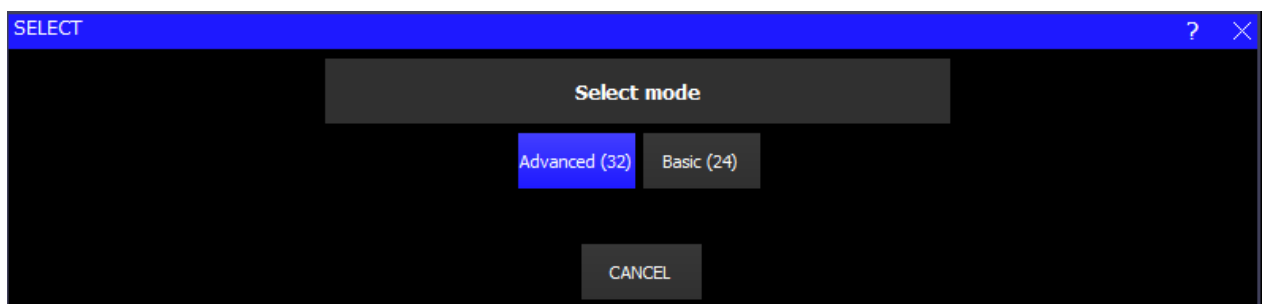 SELECT ?
Select mode
Advanced (32) Basic (24)
CANCEL